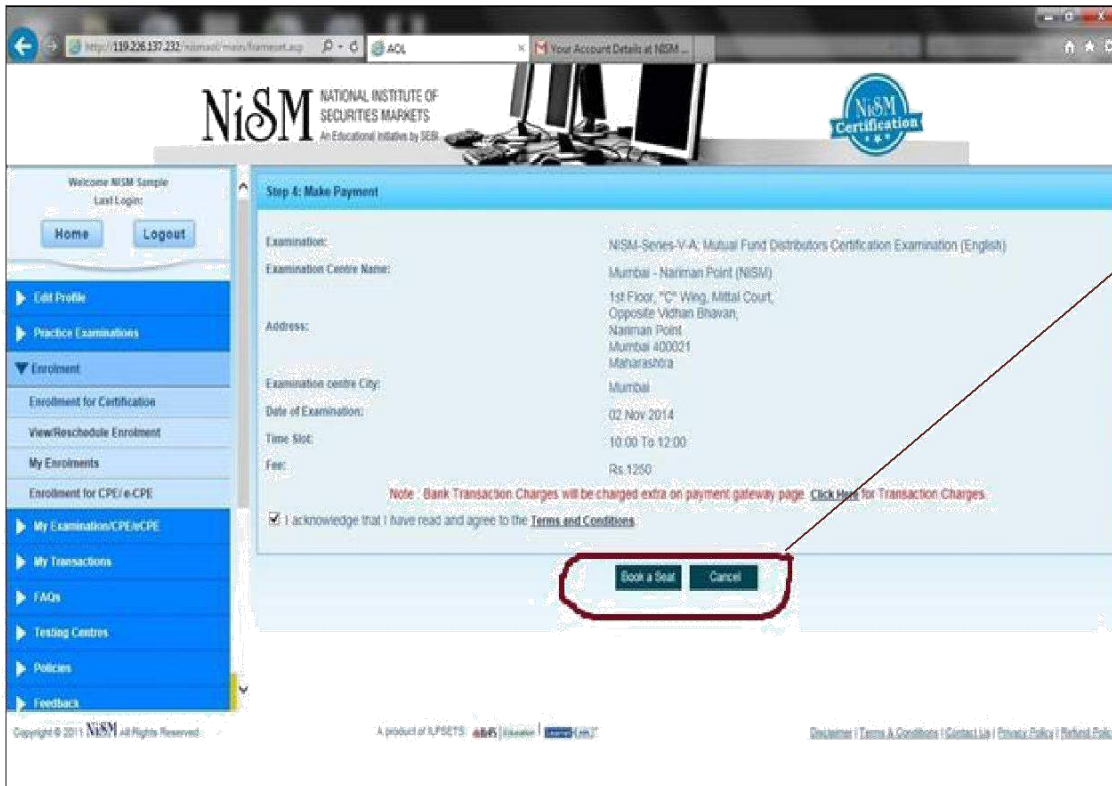 http://119.226.137.232/nismaol/main/frameset.asp
AOL
Your Account Details at NISM ...
NiSM
NATIONAL INSTITUTE OF
SECURITIES MARKETS
An Educational Initiative by SEBI
NiSM
Certification
Welcome NISM Sample
Last Login:
Home Logout
Edit Profile
Practice Examinations
Enrolment
Enrollment for Certification
View/Reschedule Enrolment
My Enrolments
Enrollment for CPE/ e-CPE
My Examination/CPE/eCPE
My Transactions
FAQs
Testing Centres
Policies
Feedback
Step 4: Make Payment
Examination: NISM-Series-V-A: Mutual Fund Distributors Certification Examination (English)
Examination Centre Name: Mumbai - Nariman Point (NISM)
Address: 1st Floor, "C" Wing, Mittal Court,
Opposite Vidhan Bhavan,
Nariman Point
Mumbai 400021
Maharashtra
Examination centre City: Mumbai
Date of Examination: 02 Nov 2014
Time Slot: 10:00 To 12:00
Fee: Rs.1250
Note : Bank Transaction Charges will be charged extra on payment gateway page. Click Here for Transaction Charges.
I acknowledge that I have read and agree to the Terms and Conditions.
Book a Seat Cancel
Copyright © 2011 NiSM All Rights Reserved
A product of IL&FS Education
Disclaimer | Terms & Conditions | Contact Us | Privacy Policy | Refund Policy